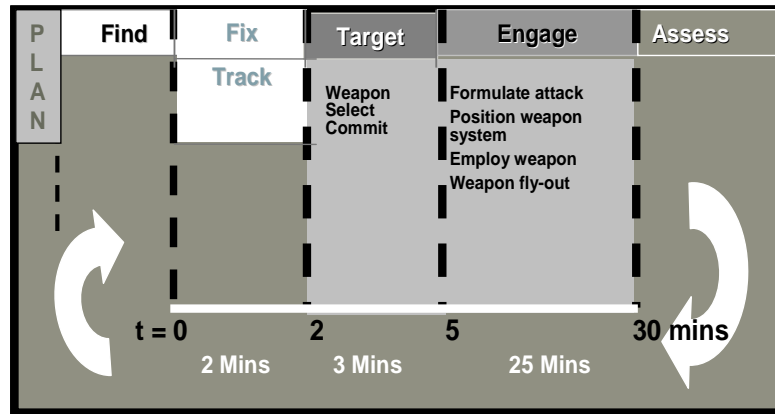 PLAN
Find
Fix
Track
Target
Weapon
Select
Commit
Engage
Formulate attack
Position weapon
system
Employ weapon
Weapon fly-out
Assess
t = 0
2
5
30 mins
2 Mins
3 Mins
25 Mins